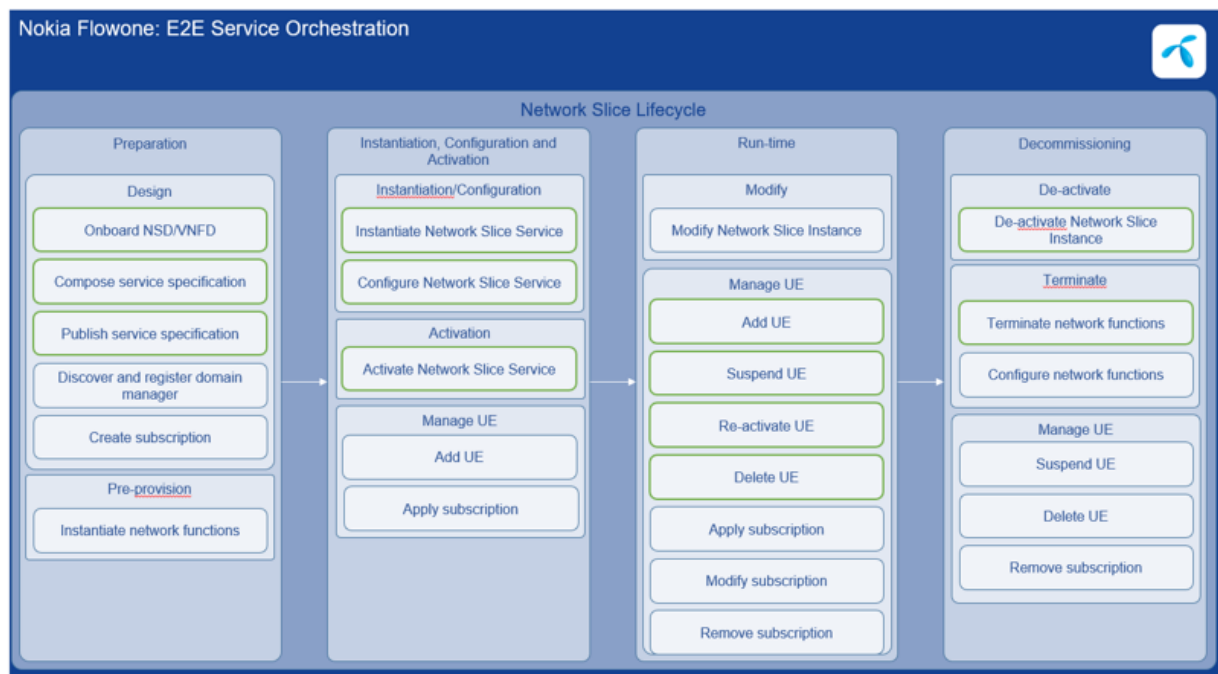 Nokia Flowone: E2E Service Orchestration
Network Slice Lifecycle
Preparation
Design
Onboard NSD/VNFD
Compose service specification
Publish service specification
Discover and register domain
manager
Create subscription
Pre-provision
Instantiate network functions
Instantiation, Configuration and
Activation
Instantiation/Configuration
Instantiate Network Slice Service
Configure Network Slice Service
Activation
Activate Network Slice Service
Manage UE
Add UE
Apply subscription
Run-time
Modify
Modify Network Slice Instance
Manage UE
Add UE
Suspend UE
Re-activate UE
Delete UE
Apply subscription
Modify subscription
Remove subscription
Decommissioning
De-activate
De-activate Network Slice
Instance
Terminate
Terminate network functions
Configure network functions
Manage UE
Suspend UE
Delete UE
Remove subscription